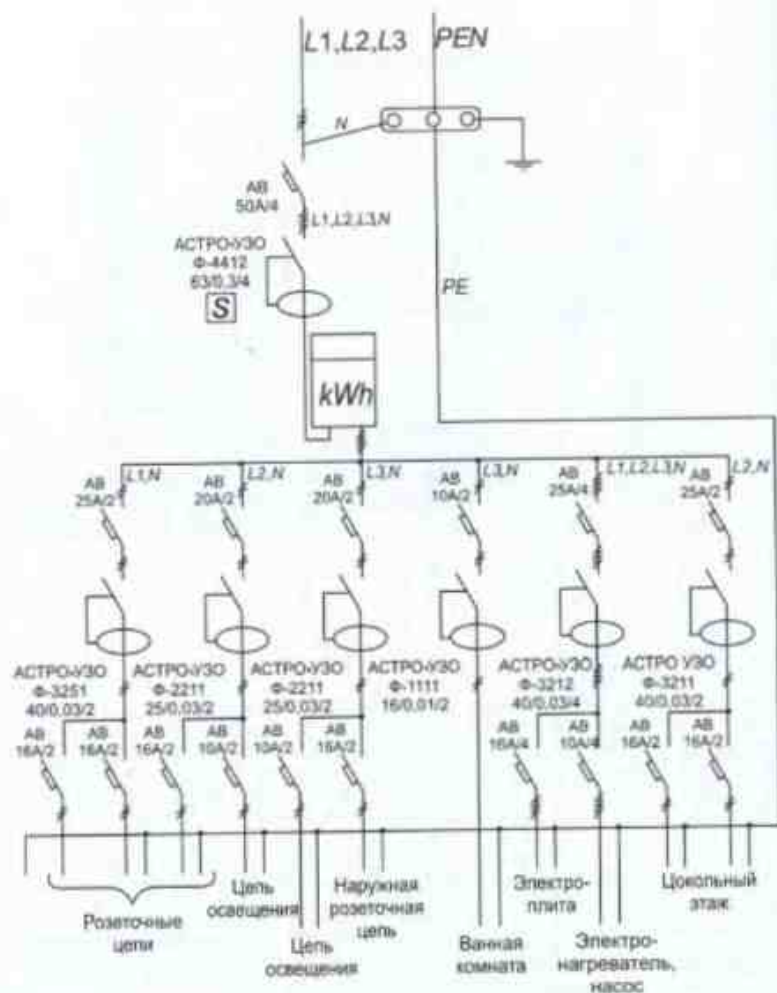 L1,L2,L3 PEN
N
АВ
50А/4
L1,L2,L3,N
АСТРО-УЗО
Ф-4412
63/0,3/4
S
PE
kWh
L1,N L2,N L3,N L3,N L1,L2,L3,N L2,N
АВ
25А/2
АВ
20А/2
АВ
20А/2
АВ
10А/2
АВ
25А/4
АВ
25А/2
АСТРО-УЗО
Ф-3251
40/0,03/2
АСТРО-УЗО
Ф-2211
25/0,03/2
АСТРО-УЗО
Ф-2211
25/0,03/2
АСТРО-УЗО
Ф-1111
16/0,01/2
АСТРО-УЗО
Ф-3212
40/0,03/4
АСТРО УЗО
Ф-3211
40/0,03/2
АВ
16А/2
АВ
16А/2
АВ
16А/2
АВ
10А/2
АВ
10А/2
АВ
16А/2
АВ
16А/4
АВ
10А/4
АВ
16А/2
АВ
16А/2
Розеточные
цепи
Цепь
освещения
Цепь
освещения
Наружная
розеточная
цепь
Ванная
комната
Электро-
плита
Электро-
нагреватель,
насос
Цокольный
этаж